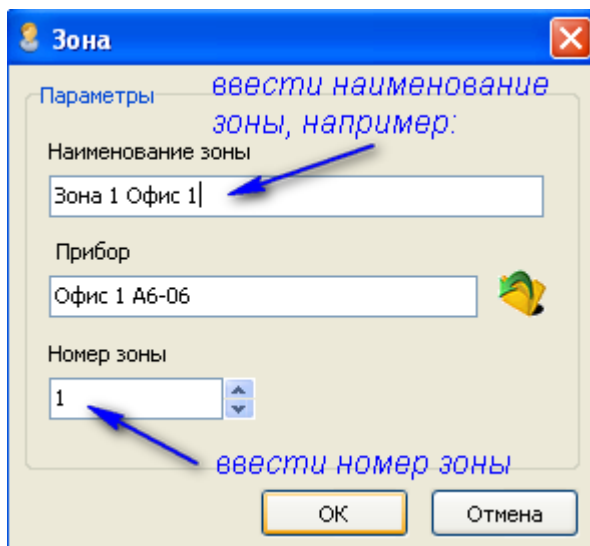 Зона
Параметры
ввести наименование
зоны, например:
Наименование зоны
Зона 1 Офис 1
Прибор
Офис 1 А6-06
Номер зоны
1
ввести номер зоны
ОК
Отмена